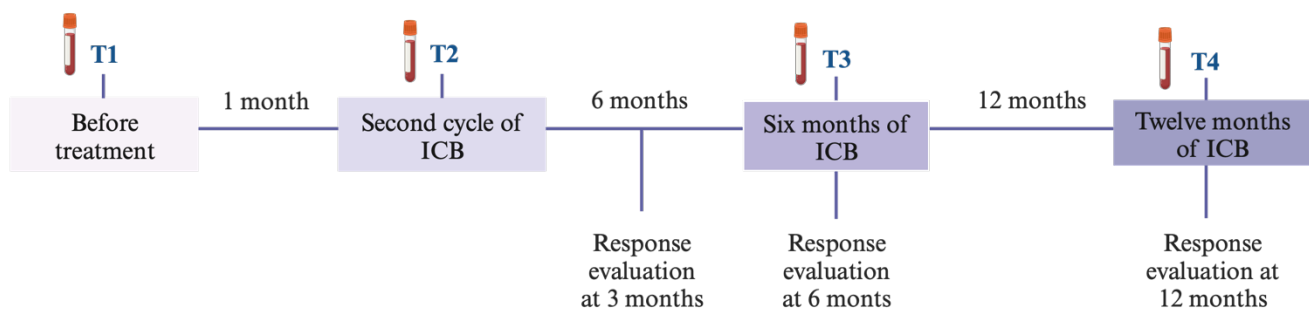 T1
T2
T3
T4
1 month
6 months
12 months
Before
treatment
Second cycle of
ICB
Six months of
ICB
Twelve months
of ICB
Response
evaluation
at 3 months
Response
evaluation
at 6 monts
Response
evaluation at
12 months